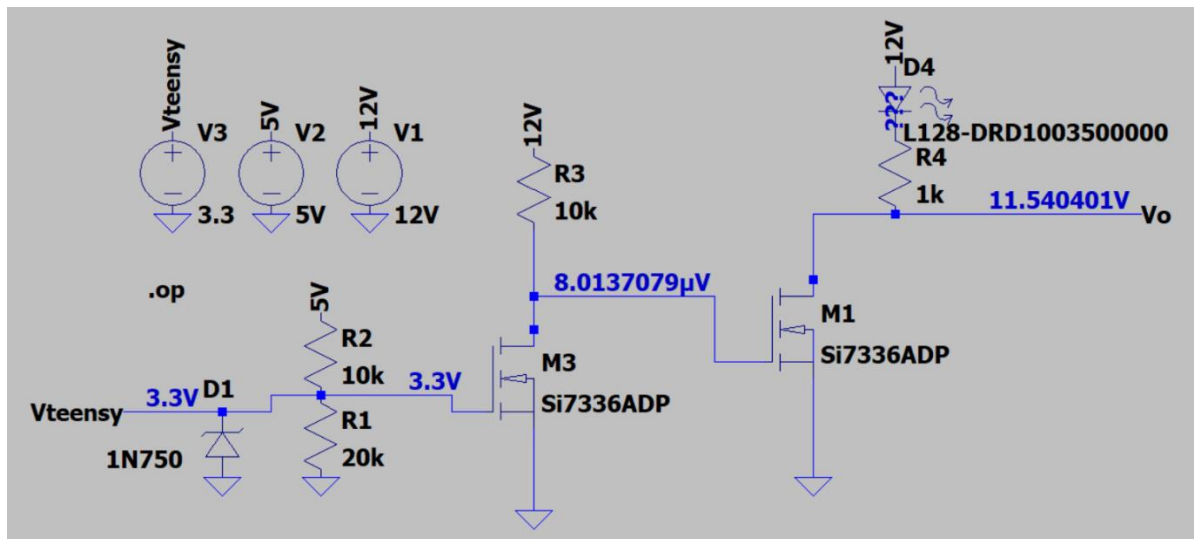 Vteensy
V3
3.3
5V
V2
5V
12V
V1
12V
.op
Vteensy
3.3V
D1
1N750
5V
R2
10k
R1
20k
3.3V
12V
R3
10k
8.0137079µV
M3
Si7336ADP
12V
D4
???
L128-DRD1003500000
R4
1k
11.540401V
Vo
M1
Si7336ADP